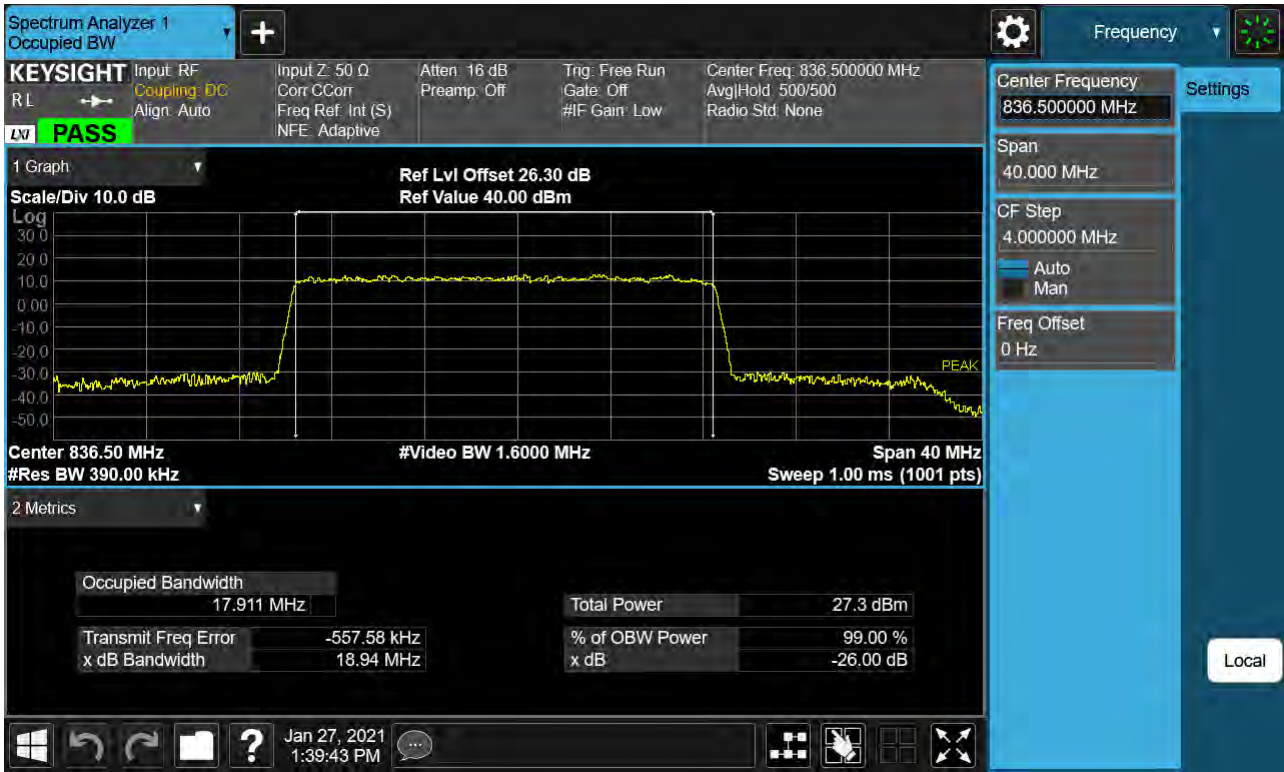 Spectrum Analyzer 1
Occupied BW
Frequency
KEYSIGHT
R L
LXI
PASS
Input: RF
Coupling: DC
Align: Auto
Input Z: 50 Ω
Corr CCorr
Freq Ref: Int (S)
NFE: Adaptive
Atten: 16 dB
Preamp: Off
Trig: Free Run
Gate: Off
#IF Gain: Low
Center Freq: 836.500000 MHz
Avg|Hold: 500/500
Radio Std: None
Center Frequency
836.500000 MHz
Settings
Span
40.000 MHz
CF Step
4.000000 MHz
Auto
Man
Freq Offset
0 Hz
Local
1 Graph
Scale/Div 10.0 dB
Ref Lvl Offset 26.30 dB
Ref Value 40.00 dBm
Log
30.0
20.0
10.0
0.00
-10.0
-20.0
-30.0
-40.0
-50.0
PEAK
Center 836.50 MHz
#Video BW 1.6000 MHz
Span 40 MHz
#Res BW 390.00 kHz
Sweep 1.00 ms (1001 pts)
2 Metrics
Occupied Bandwidth
17.911 MHz
Total Power 27.3 dBm
Transmit Freq Error -557.58 kHz
% of OBW Power 99.00 %
x dB Bandwidth 18.94 MHz
x dB -26.00 dB
Jan 27, 2021
1:39:43 PM